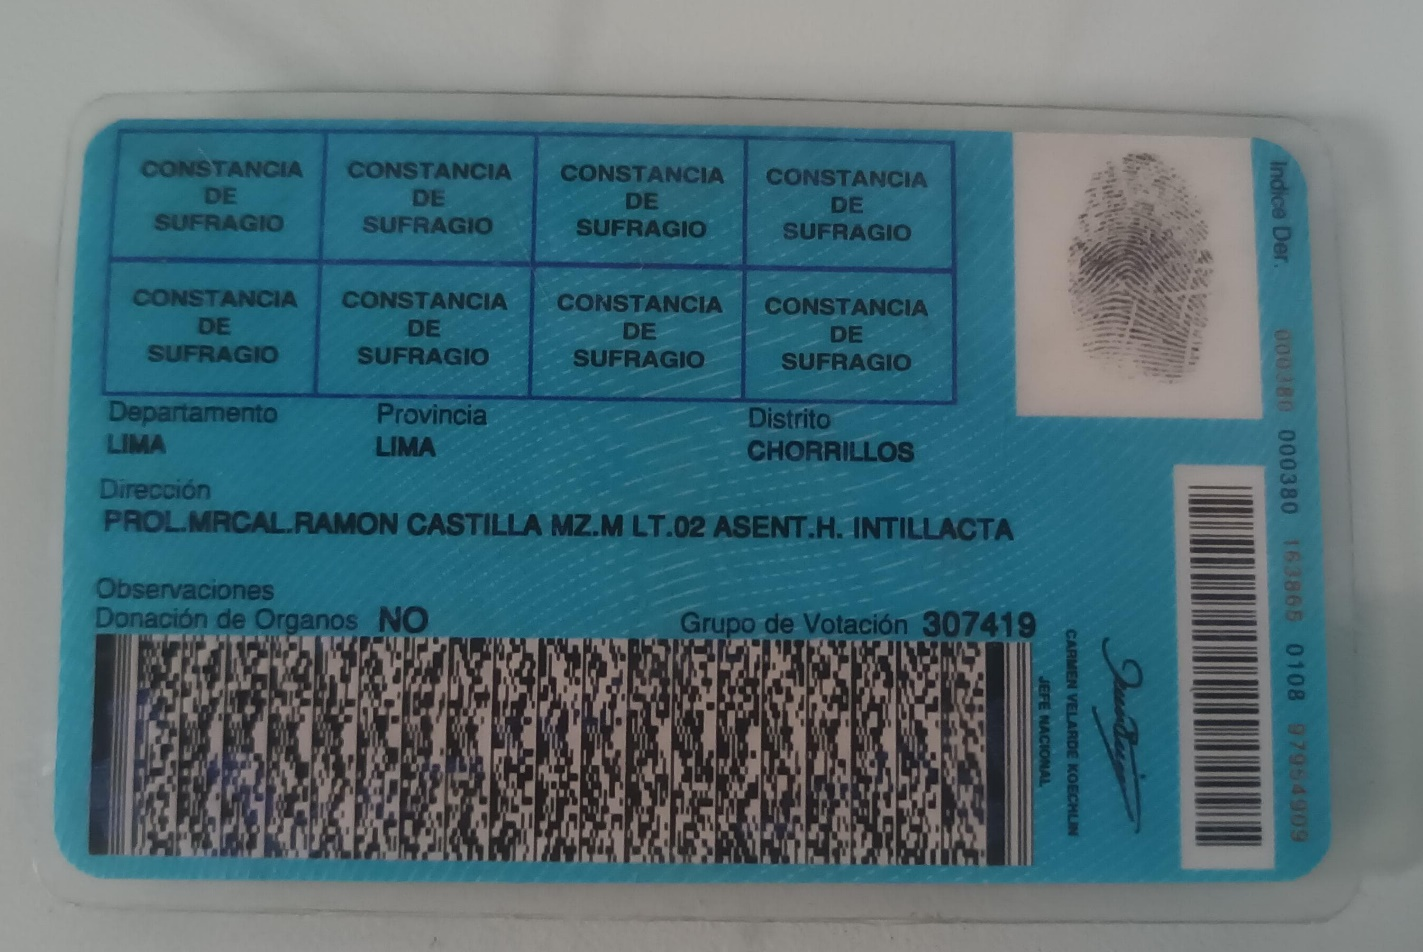 CONSTANCIA
DE
SUFRAGIO
CONSTANCIA
DE
SUFRAGIO
CONSTANCIA
DE
SUFRAGIO
CONSTANCIA
DE
SUFRAGIO
CONSTANCIA
DE
SUFRAGIO
CONSTANCIA
DE
SUFRAGIO
CONSTANCIA
DE
SUFRAGIO
CONSTANCIA
DE
SUFRAGIO
Departamento Provincia Distrito
LIMA LIMA CHORRILLOS
Dirección
PROL.MRCAL.RAMON CASTILLA MZ.M LT.02 ASENT.H. INTILLACTA
Observaciones
Donación de Organos NO Grupo de Votación 307419
CARMEN VELARDE KOECHLIN
JEFE NACIONAL
Indice Der.
000380 000380 163866 0108 97964909